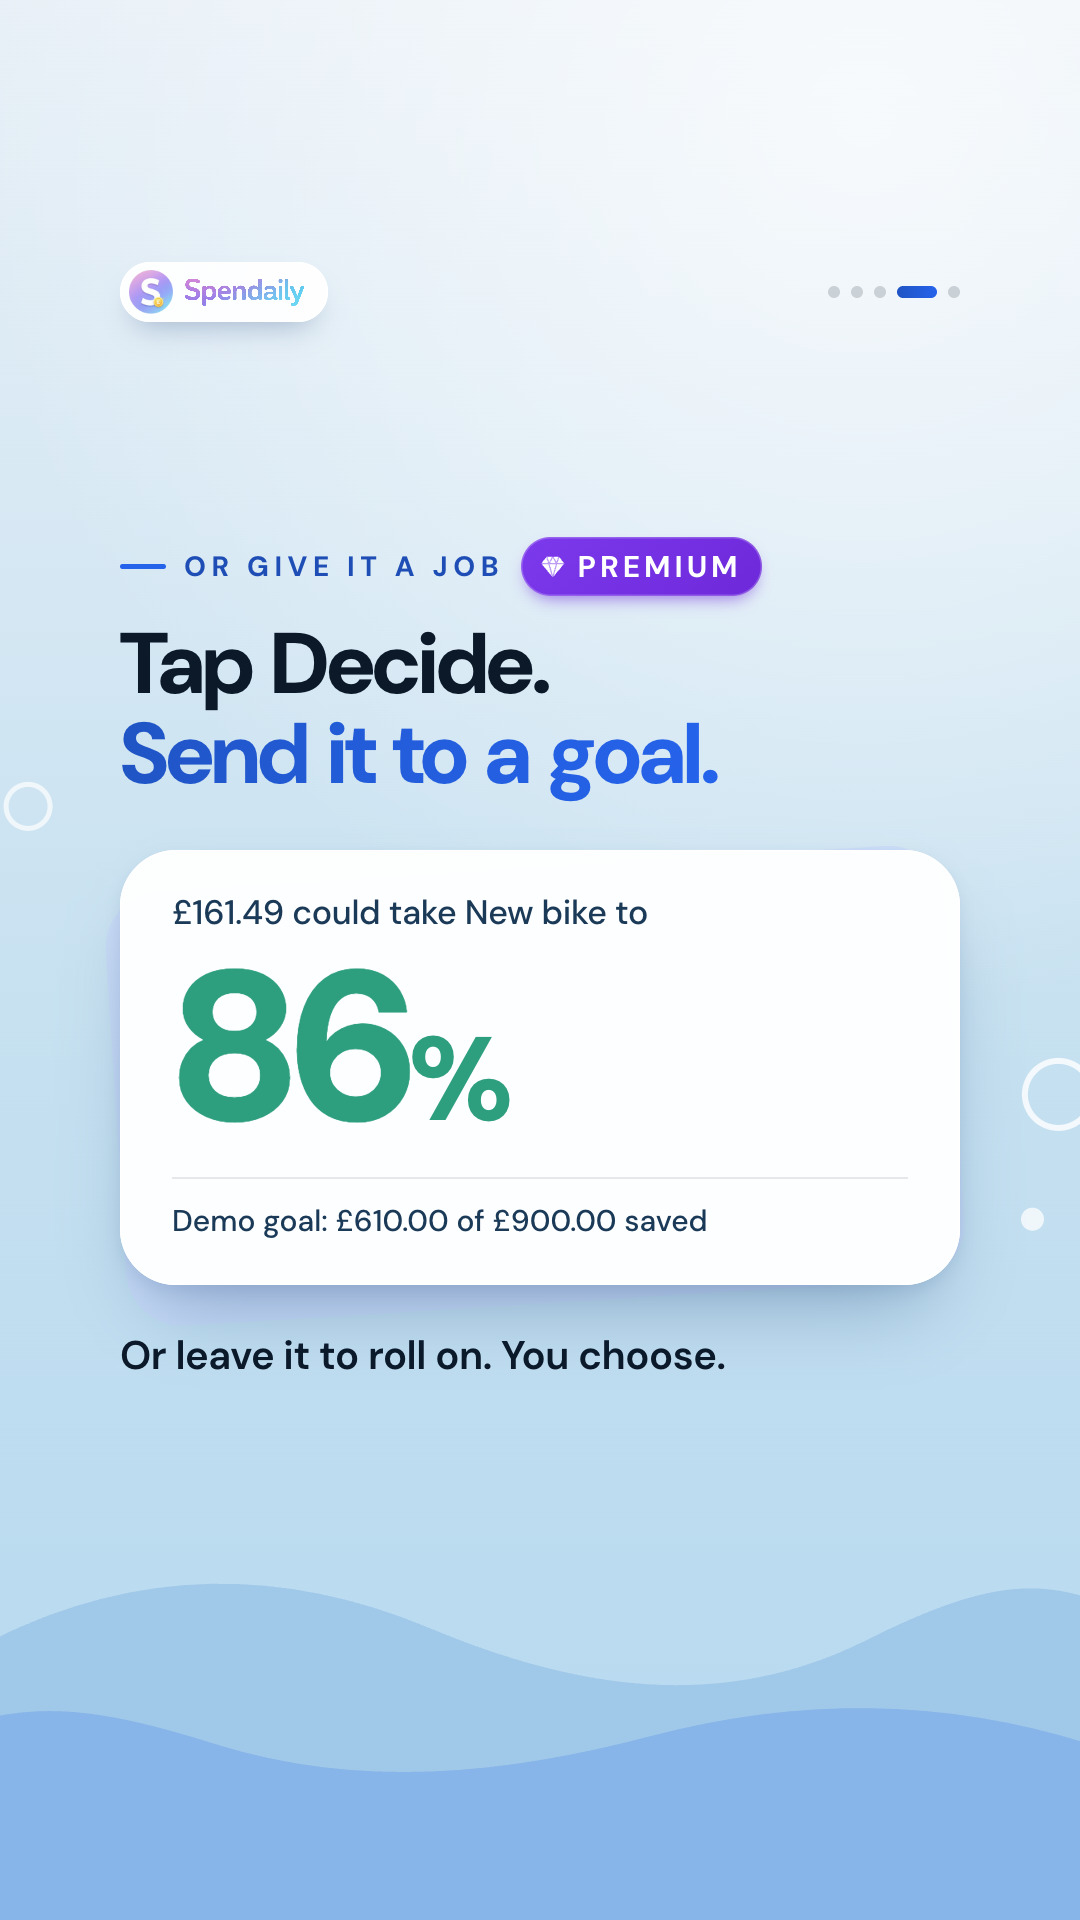 Spendaily
OR GIVE IT A JOB
PREMIUM
Tap Decide.
Send it to a goal.
£161.49 could take New bike to
86%
Demo goal: £610.00 of £900.00 saved
Or leave it to roll on. You choose.